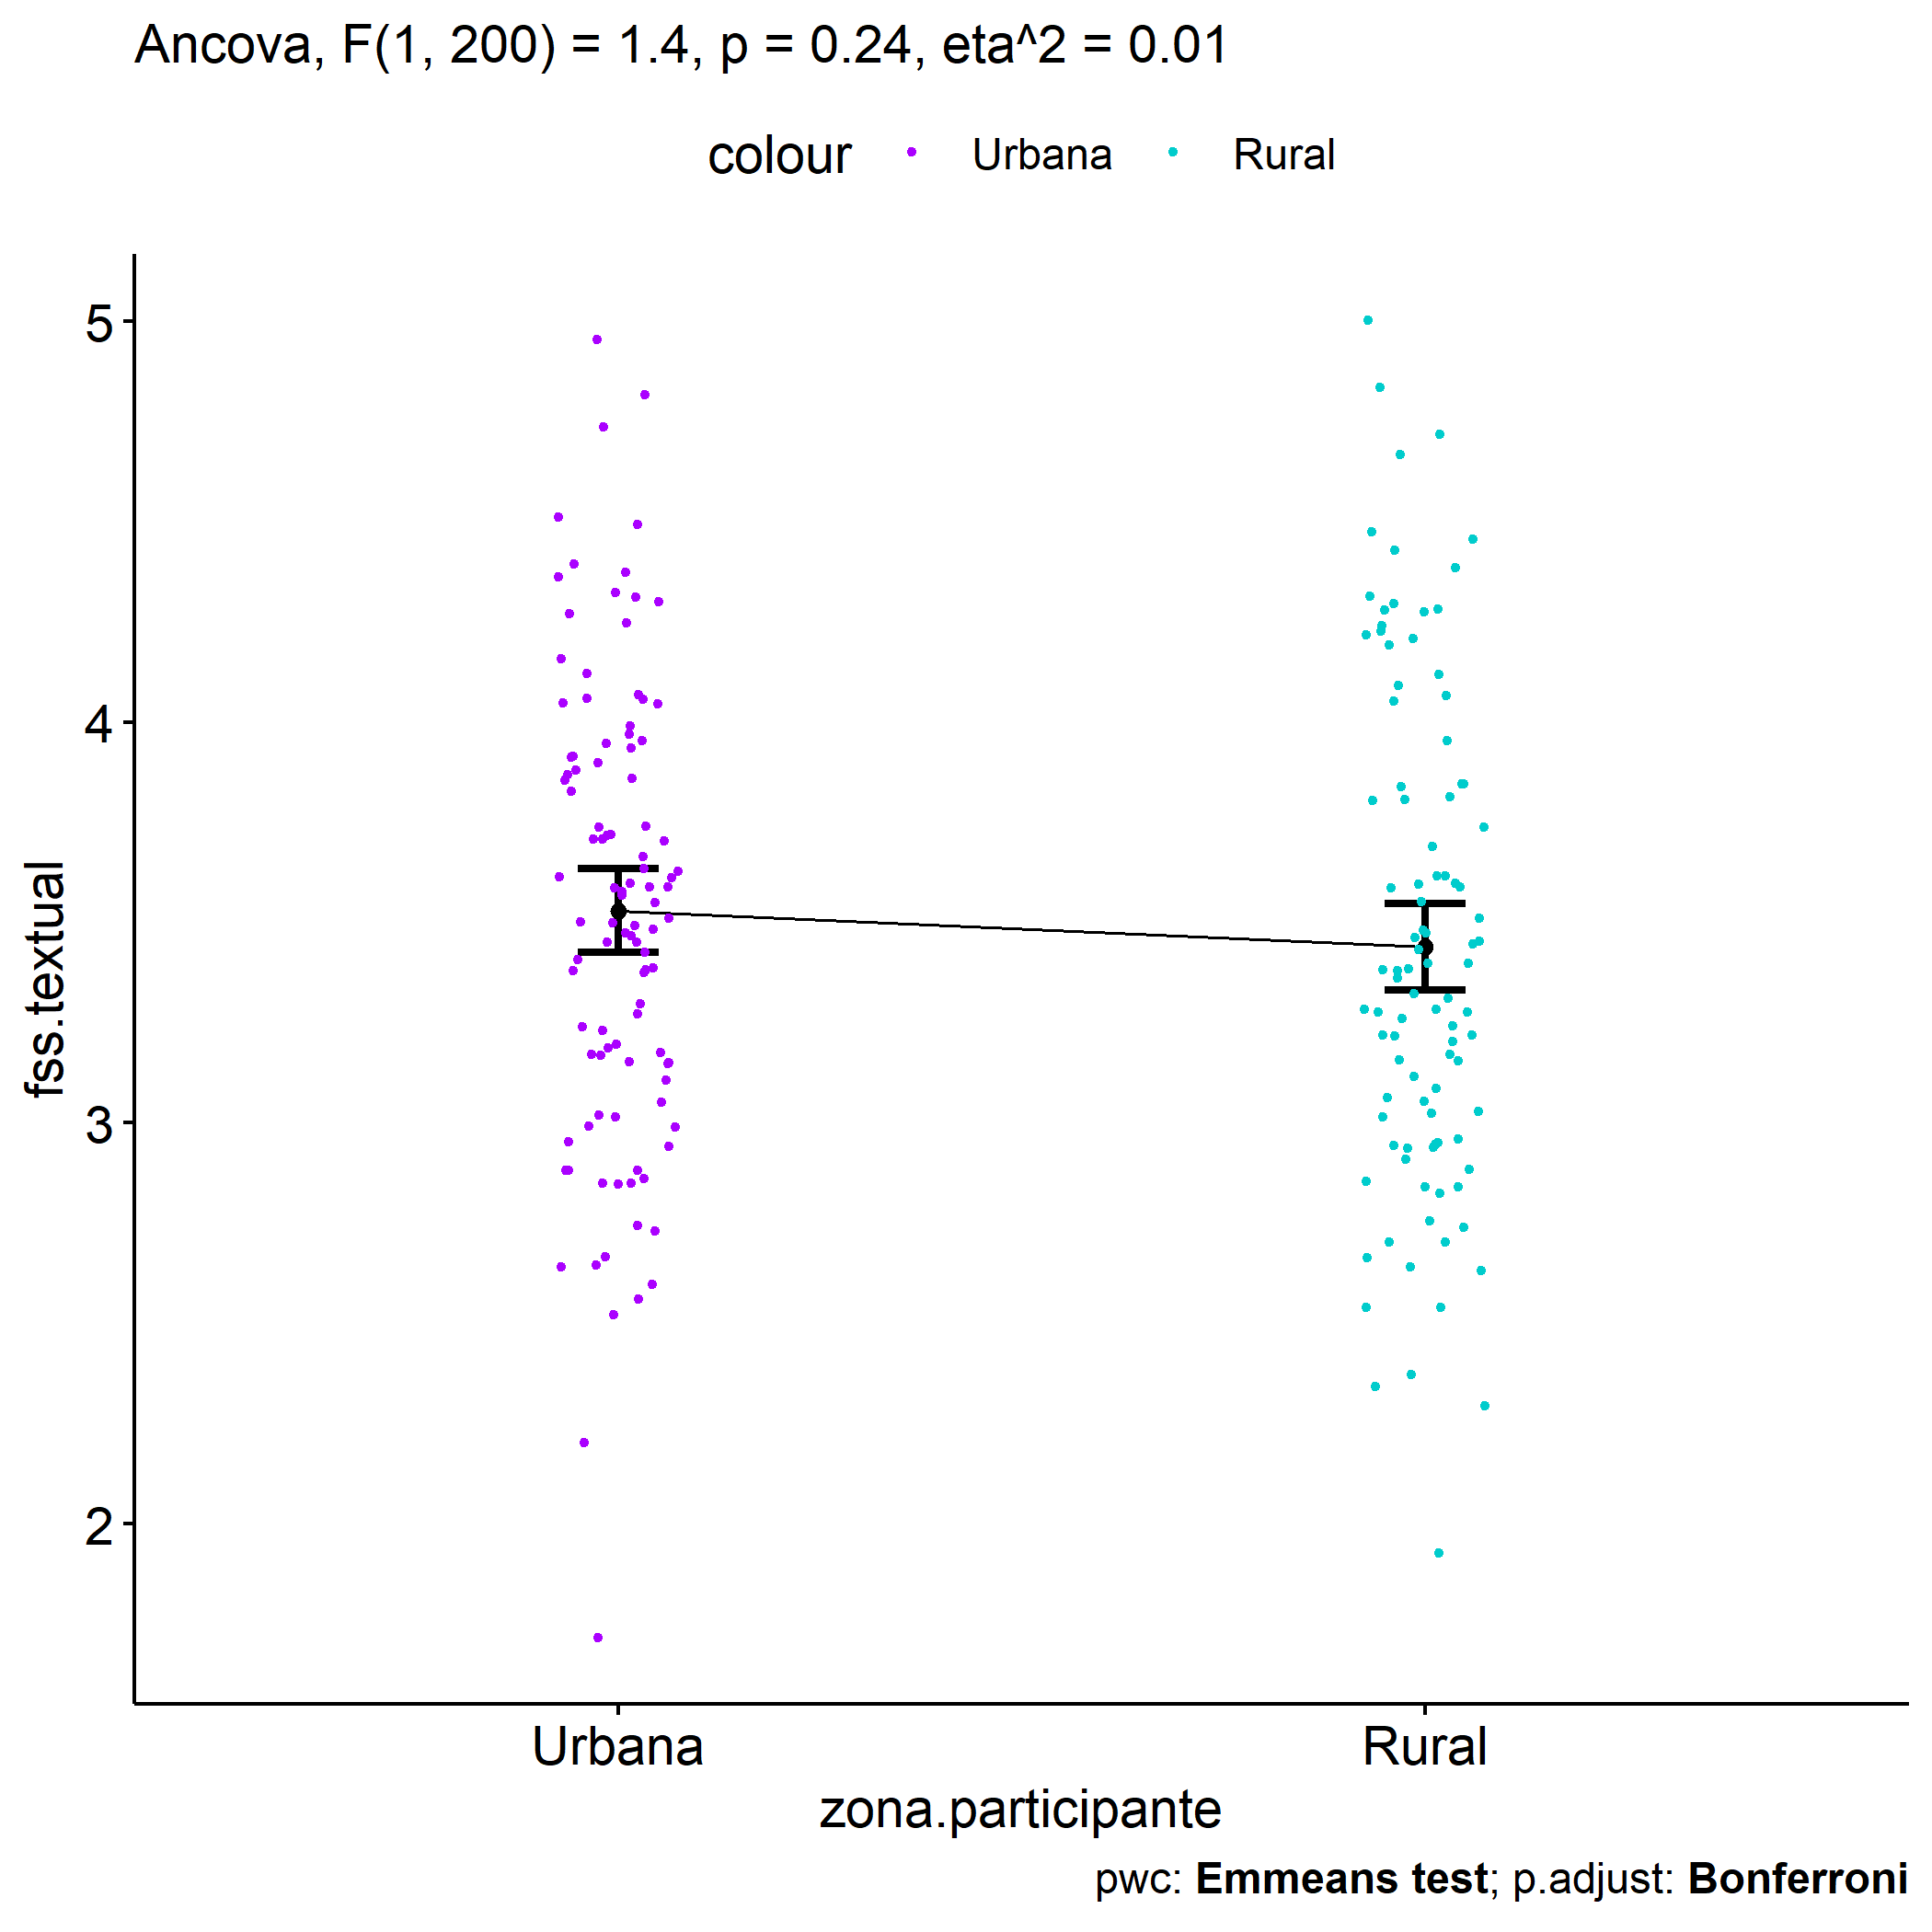 Ancova, F(1, 200) = 1.4, p = 0.24, eta^2 = 0.01
colour Urbana Rural
5
4
3
2
fss.textual
Urbana Rural
zona.participante
pwc: Emmeans test; p.adjust: Bonferroni